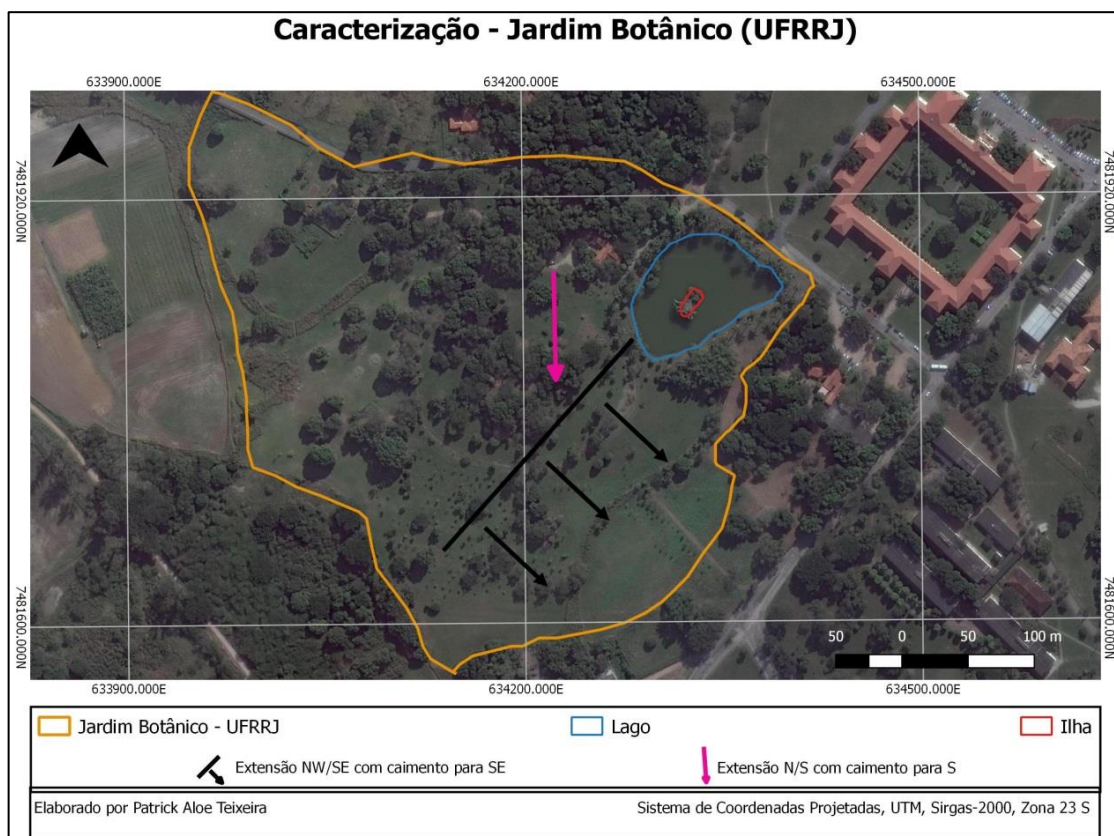 Caracterização - Jardim Botânico (UFRRJ)
633900.000E 634200.000E 634500.000E
7481920.000N 7481920.000N
7481600.000N 7481600.000N
50 0 50 100 m
633900.000E 634200.000E 634500.000E
Jardim Botânico - UFRRJ Lago Ilha
Extensão NW/SE com caimento para SE Extensão N/S com caimento para S
Elaborado por Patrick Aloe Teixeira Sistema de Coordenadas Projetadas, UTM, Sirgas-2000, Zona 23 S